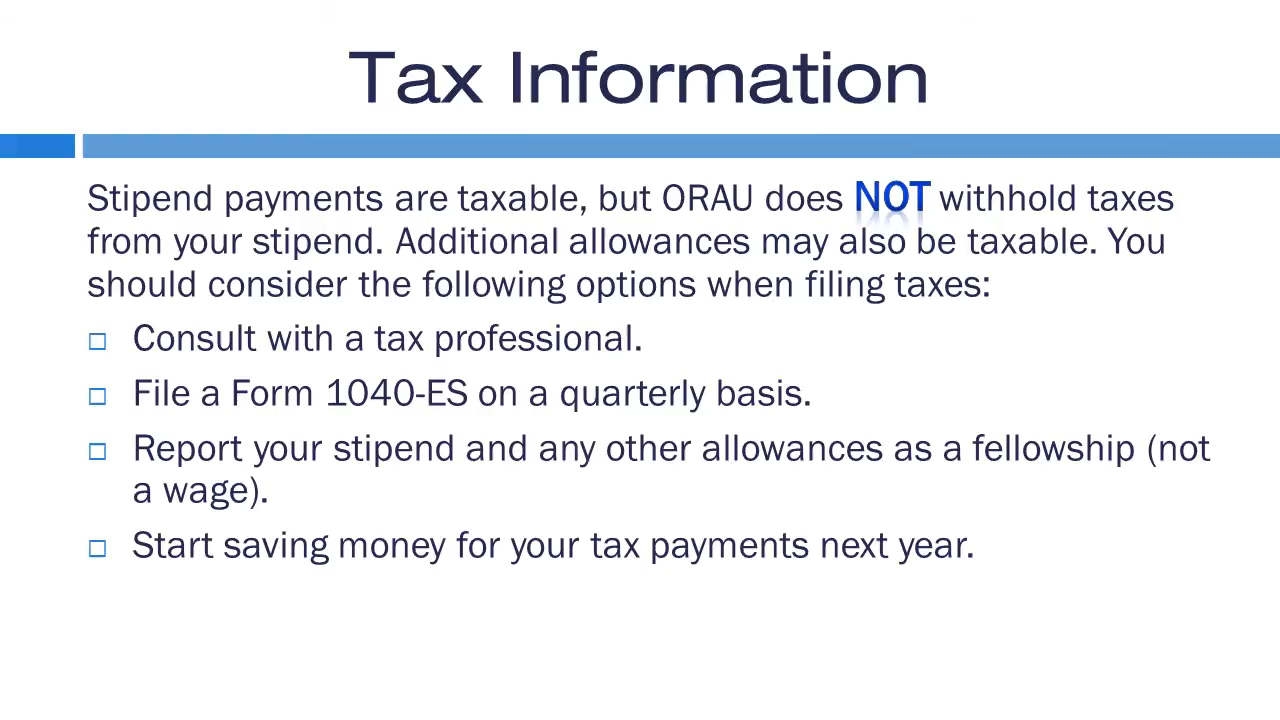 Tax Information
Stipend payments are taxable, but ORAU does NOT withhold taxes
from your stipend. Additional allowances may also be taxable. You
should consider the following options when filing taxes:
Consult with a tax professional.
File a Form 1040-ES on a quarterly basis.
Report your stipend and any other allowances as a fellowship (not
a wage).
Start saving money for your tax payments next year.